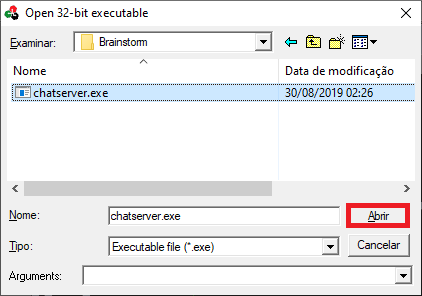 Open 32-bit executable
Examinar: Brainstorm
Nome Data de modificação
chatserver.exe 30/08/2019 02:26
Nome: chatserver.exe Abrir
Tipo: Executable file (*.exe) Cancelar
Arguments: